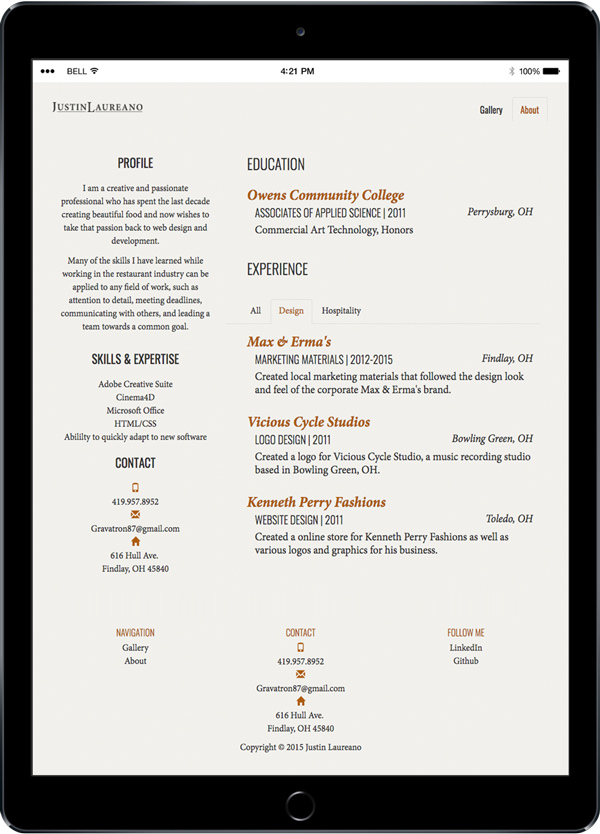 BELL
4:21 PM
100%
JustinLaureano
Gallery
About
PROFILE
I am a creative and passionate
professional who has spent the last decade
creating beautiful food and now wishes to
take that passion back to web design and
development.
Many of the skills I have learned while
working in the restaurant industry can be
applied to any field of work, such as
attention to detail, meeting deadlines,
communicating with others, and leading a
team towards a common goal.
SKILLS & EXPERTISE
Adobe Creative Suite
Cinema4D
Microsoft Office
HTML/CSS
Abililty to quickly adapt to new software
CONTACT
419.957.8952
Gravatron87@gmail.com
616 Hull Ave.
Findlay, OH 45840
EDUCATION
Owens Community College
ASSOCIATES OF APPLIED SCIENCE | 2011
Perrysburg, OH
Commercial Art Technology, Honors
EXPERIENCE
All
Design
Hospitality
Max & Erma's
MARKETING MATERIALS | 2012-2015
Findlay, OH
Created local marketing materials that followed the design look
and feel of the corporate Max & Erma's brand.
Vicious Cycle Studios
LOGO DESIGN | 2011
Bowling Green, OH
Created a logo for Vicious Cycle Studio, a music recording studio
based in Bowling Green, OH.
Kenneth Perry Fashions
WEBSITE DESIGN | 2011
Toledo, OH
Created a online store for Kenneth Perry Fashions as well as
various logos and graphics for his business.
NAVIGATION
Gallery
About
CONTACT
419.957.8952
Gravatron87@gmail.com
616 Hull Ave.
Findlay, OH 45840
FOLLOW ME
LinkedIn
Github
Copyright © 2015 Justin Laureano